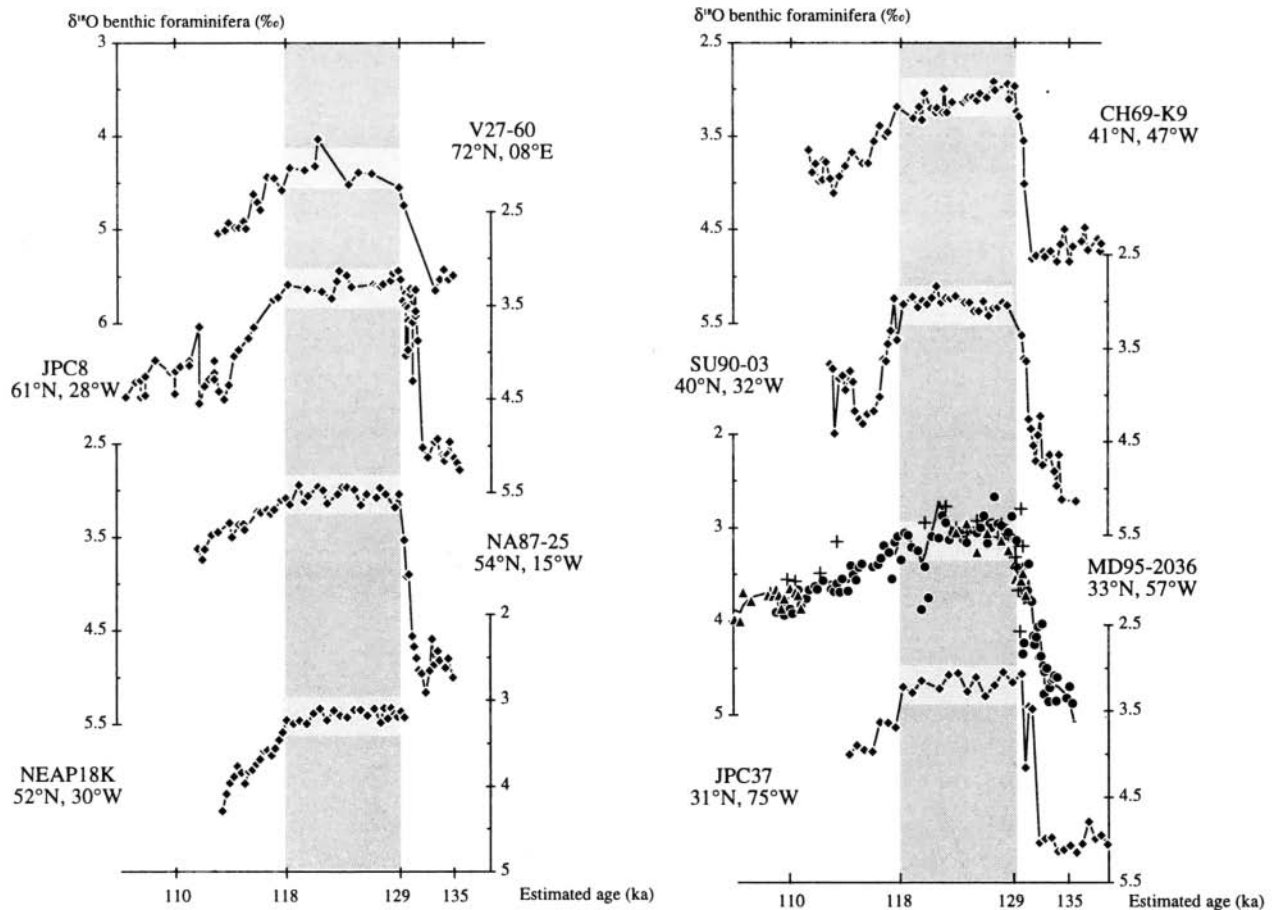 δ¹⁸O benthic foraminifera (‰)
3
4
5
6
V27-60
72°N, 08°E
2.5
3.5
4.5
5.5
JPC8
61°N, 28°W
2.5
3.5
4.5
5.5
NA87-25
54°N, 15°W
2
3
4
5
NEAP18K
52°N, 30°W
110
118
129
135
Estimated age (ka)
δ¹⁸O benthic foraminifera (‰)
2.5
3.5
4.5
5.5
CH69-K9
41°N, 47°W
2.5
3.5
4.5
5.5
SU90-03
40°N, 32°W
2
3
4
5
MD95-2036
33°N, 57°W
2.5
3.5
4.5
5.5
JPC37
31°N, 75°W
110
118
129
135
Estimated age (ka)